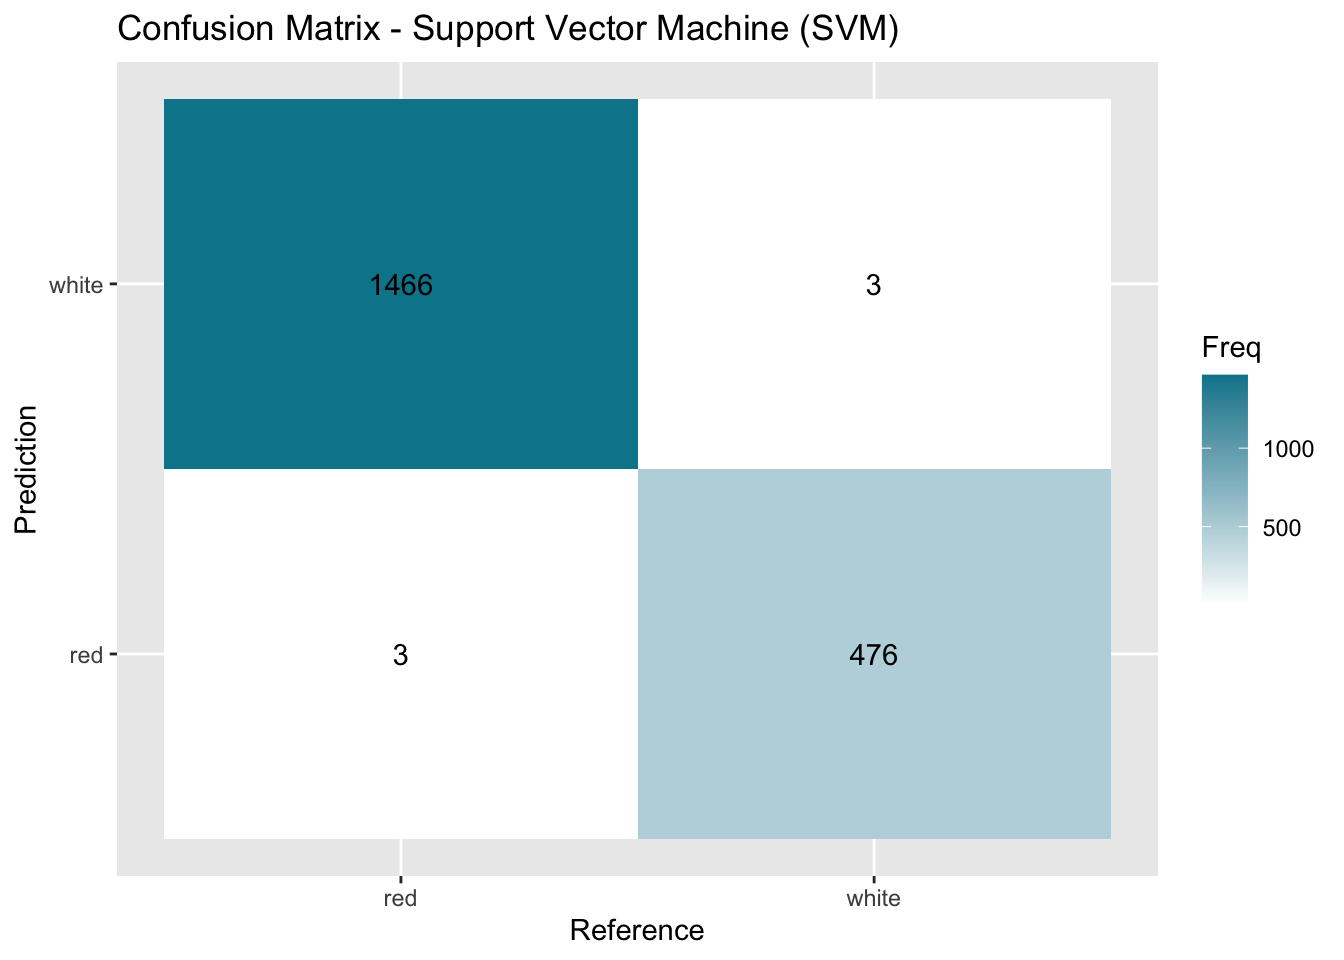 Confusion Matrix - Support Vector Machine (SVM)
white
1466
3
Freq
1000
500
Prediction
red
3
476
red
white
Reference